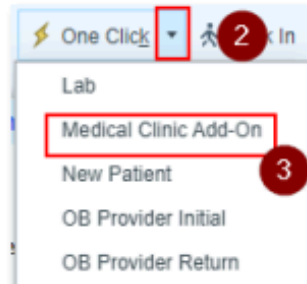 One Click 2 k In
Lab
Medical Clinic Add-On
New Patient 3
OB Provider Initial
OB Provider Return